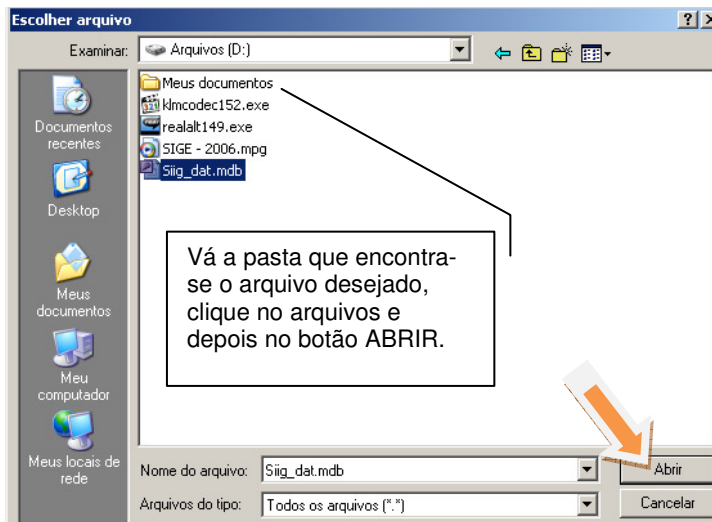 Escolher arquivo
Examinar: Arquivos (D:)
Meus documentos
klmcodec152.exe
realalt149.exe
SIGE - 2006.mpg
Siig_dat.mdb
Documentos
recentes
Desktop
Meus
documentos
Meu
computador
Meus locais de
rede
Vá a pasta que encontra-
se o arquivo desejado,
clique no arquivos e
depois no botão ABRIR.
Nome do arquivo: Siig_dat.mdb Abrir
Arquivos do tipo: Todos os arquivos (*.*) Cancelar